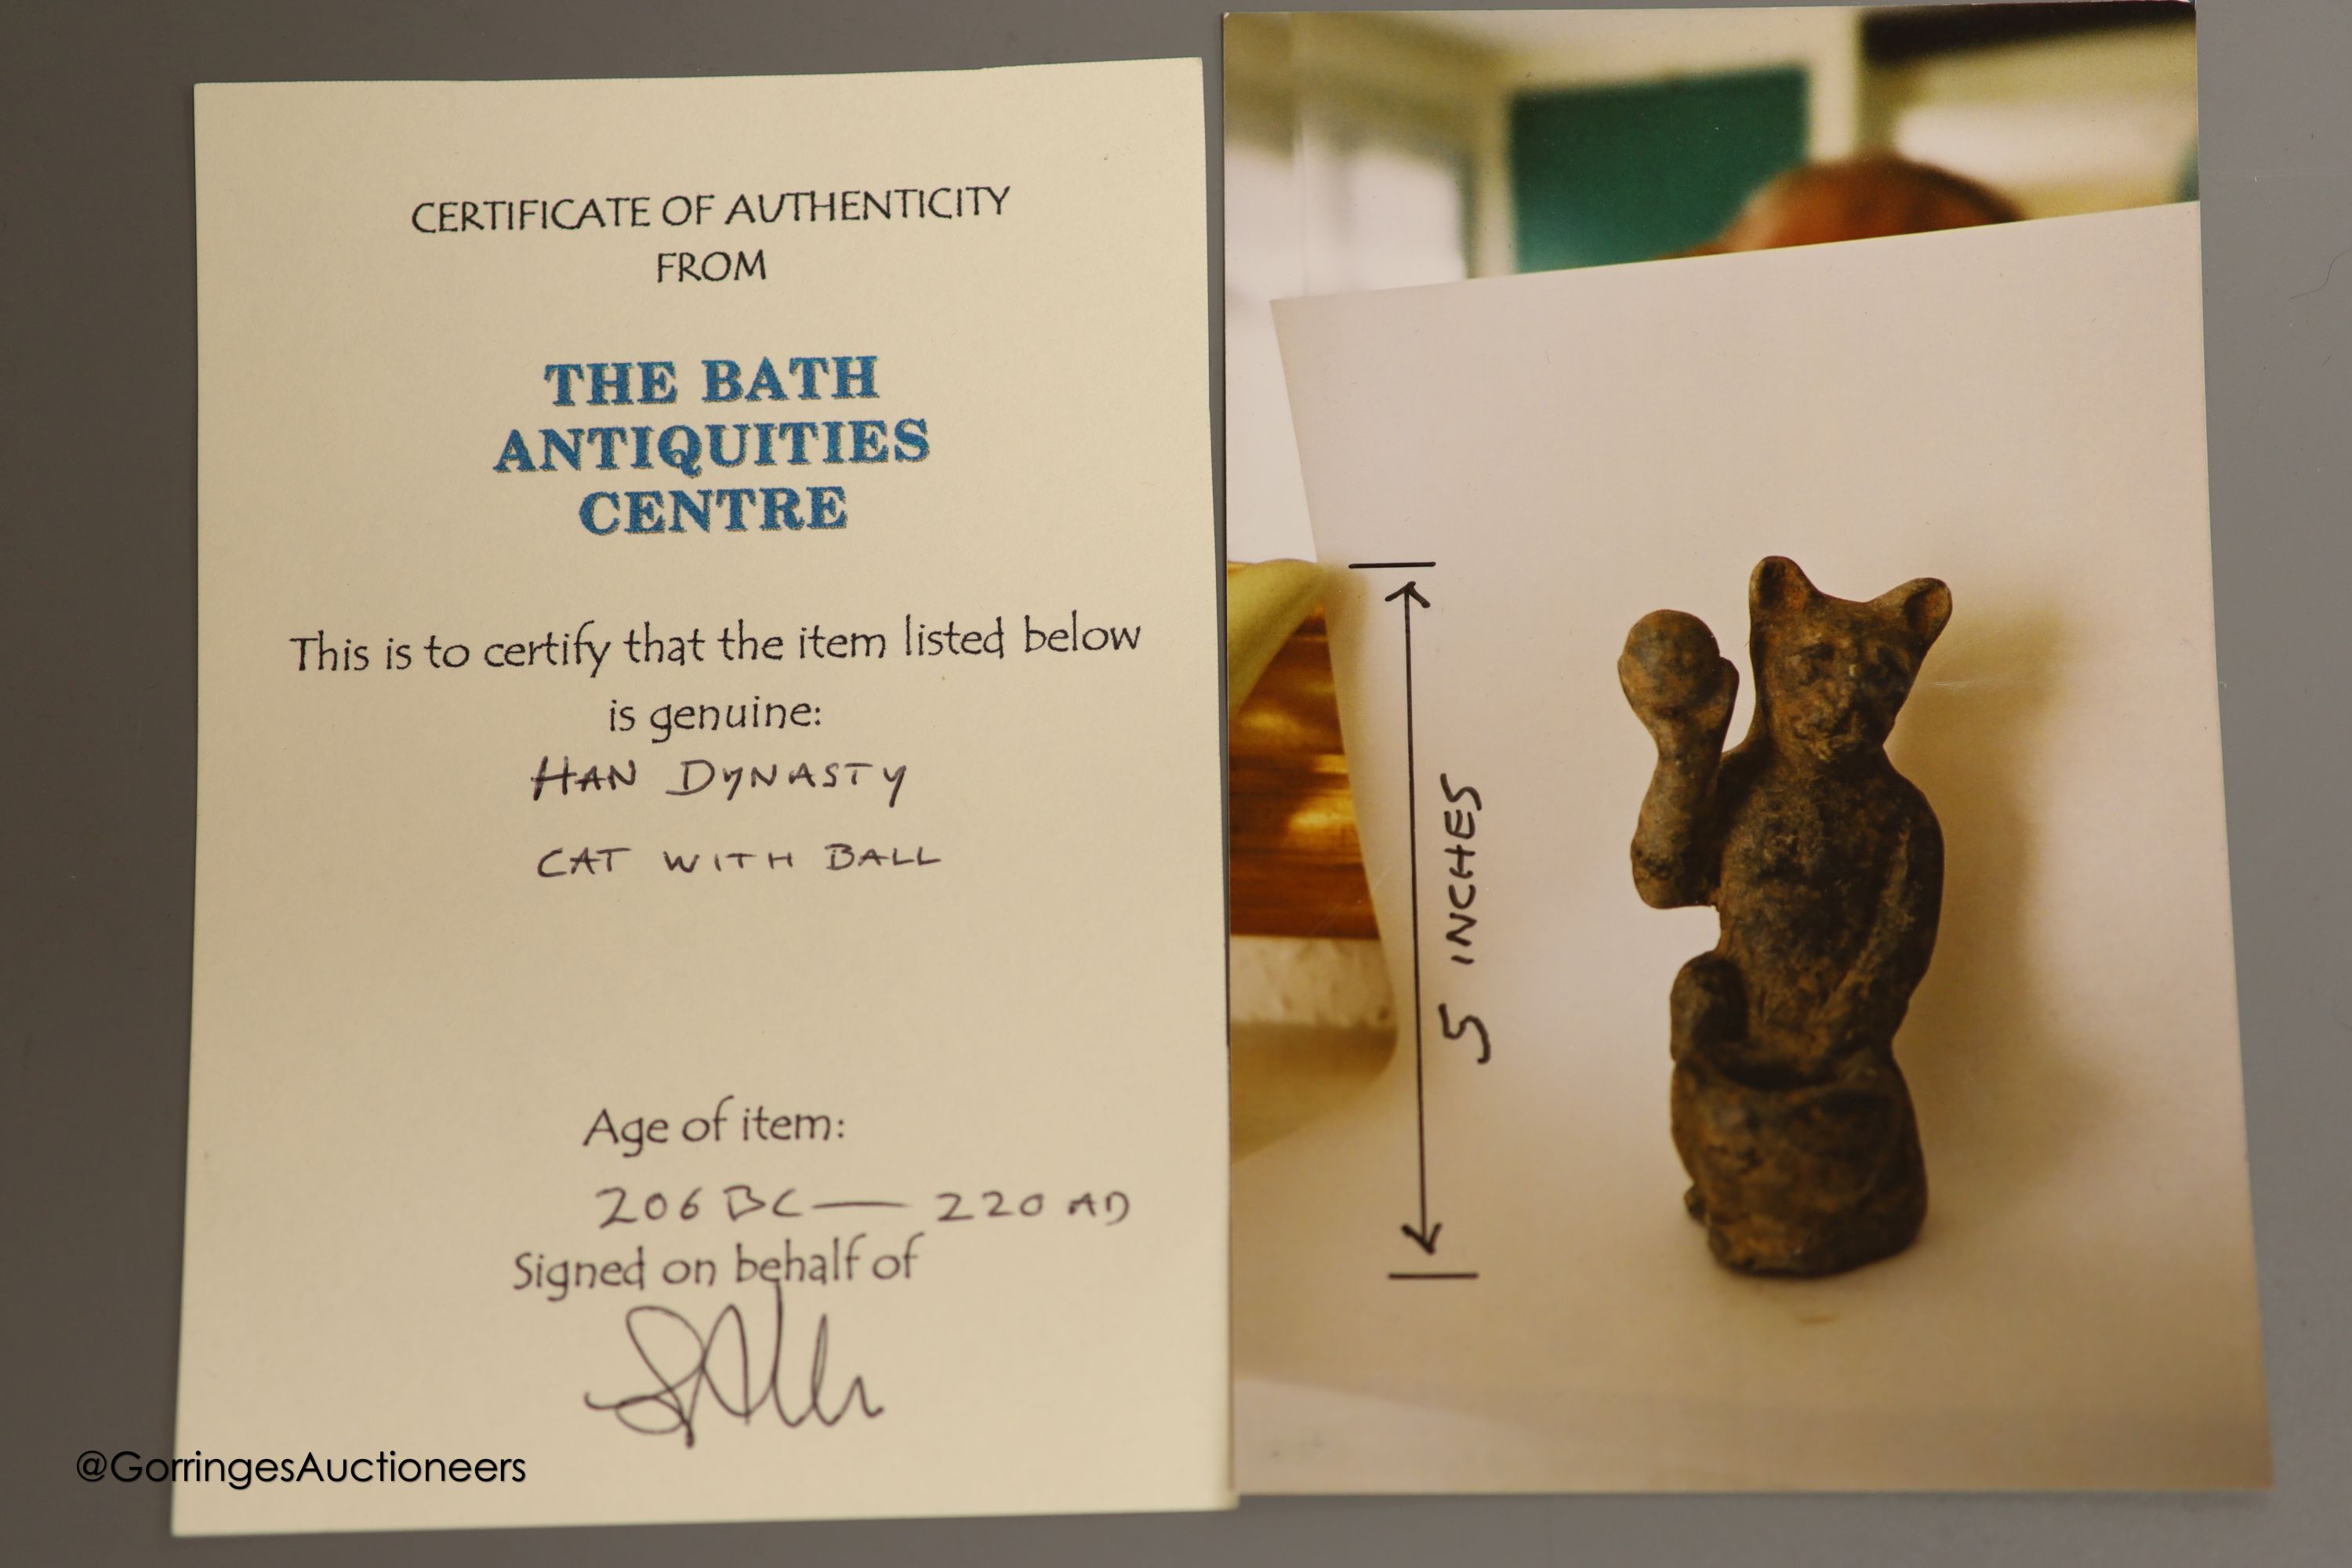 CERTIFICATE OF AUTHENTICITY
FROM
THE BATH
ANTIQUITIES
CENTRE
This is to certify that the item listed below
is genuine:
HAN DYNASTY
CAT WITH BALL
Age of item:
206 BC — 220 AD
Signed on behalf of
@GorringesAuctioneers
5 INCHES